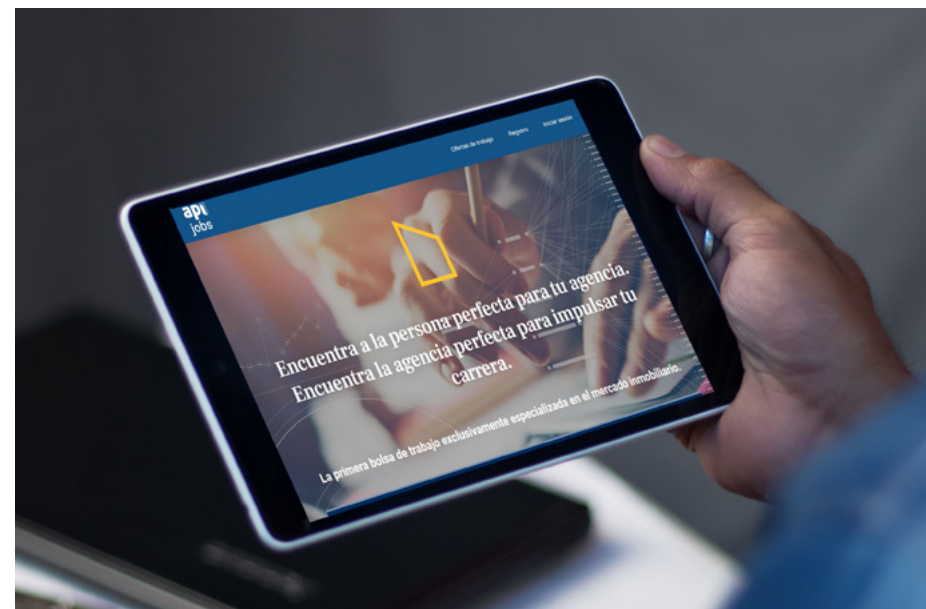 api
jobs
Ofertas de trabajo Registro Iniciar sesión
Encuentra a la persona perfecta para tu agencia.
Encuentra la agencia perfecta para impulsar tu
carrera.
La primera bolsa de trabajo exclusivamente especializada en el mercado inmobiliario.